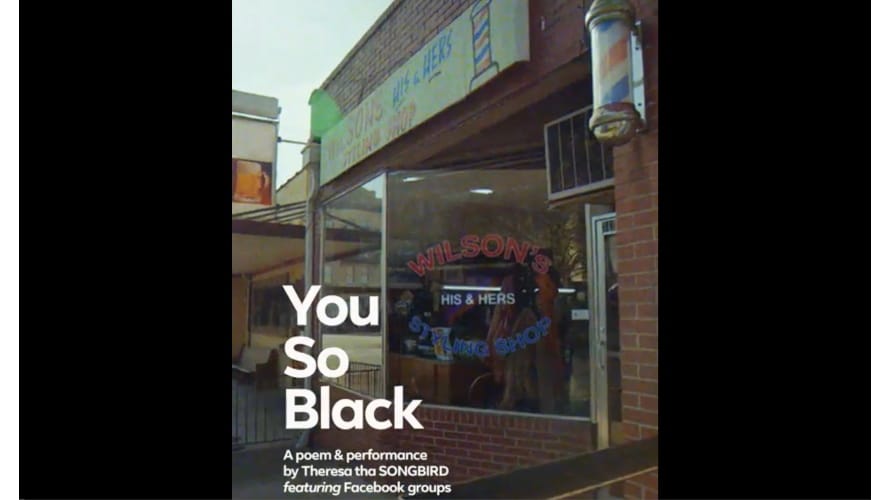 WILSONS HIS & HERS
STYLING SHOP
WILSON'S
HIS & HERS
STYLING SHOP
You
So
Black
A poem & performance
by Theresa tha SONGBIRD
featuring Facebook groups